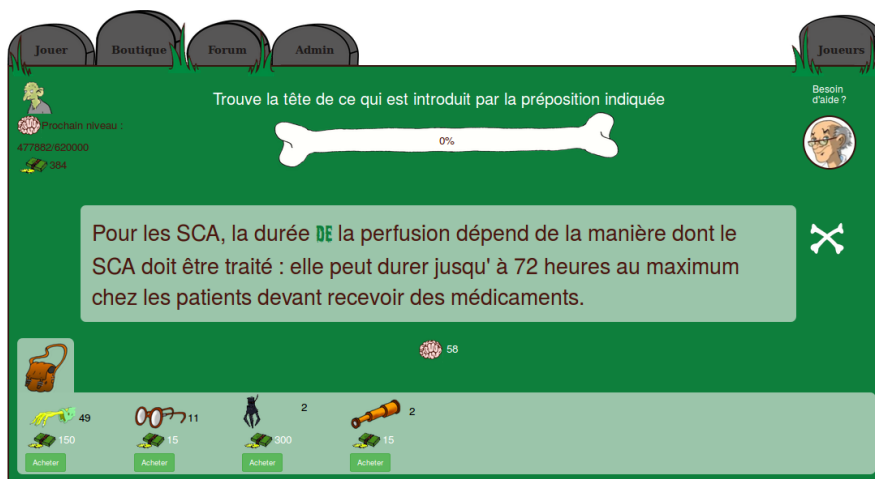 Jouer Boutique Forum Admin Joueurs
Trouve la tête de ce qui est introduit par la préposition indiquée
Besoin
d'aide ?
Prochain niveau :
477882/620000
384
0%
Pour les SCA, la durée DE la perfusion dépend de la manière dont le
SCA doit être traité : elle peut durer jusqu' à 72 heures au maximum
chez les patients devant recevoir des médicaments.
58
49 11 2 2
150 15 300 15
Acheter Acheter Acheter Acheter